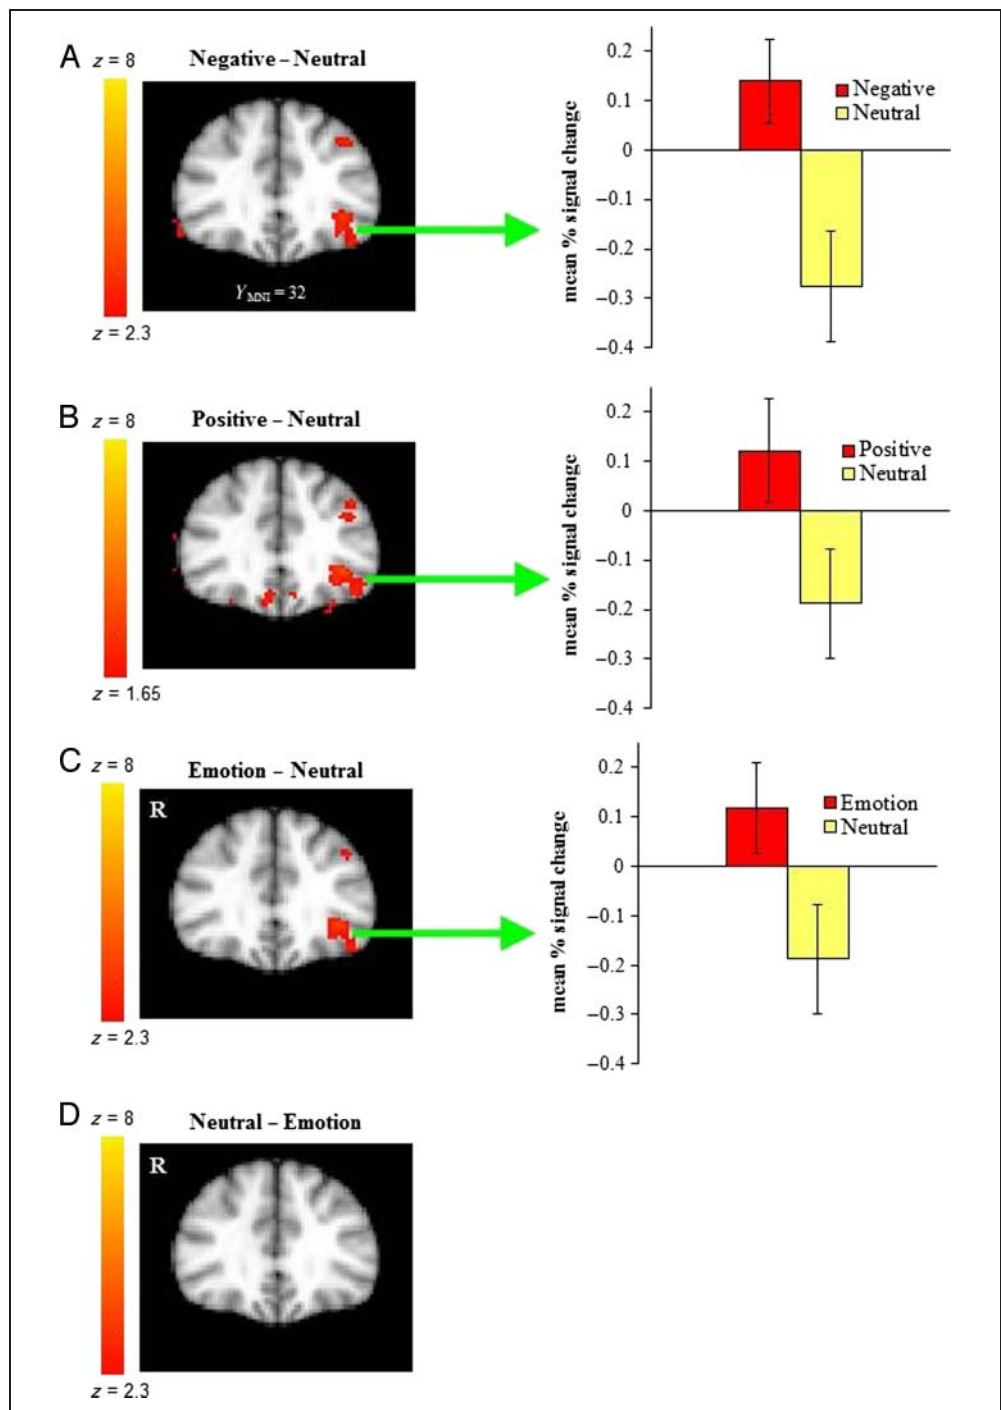 A
z = 8
Negative – Neutral
Y MNI = 32
z = 2.3
mean % signal change
0.2
0.1
0
–0.1
–0.2
–0.3
–0.4
Negative
Neutral
B
z = 8
Positive – Neutral
z = 1.65
mean % signal change
0.2
0.1
0
–0.1
–0.2
–0.3
–0.4
Positive
Neutral
C
z = 8
Emotion – Neutral
R
z = 2.3
mean % signal change
0.2
0.1
0
–0.1
–0.2
–0.3
–0.4
Emotion
Neutral
D
z = 8
Neutral – Emotion
R
z = 2.3